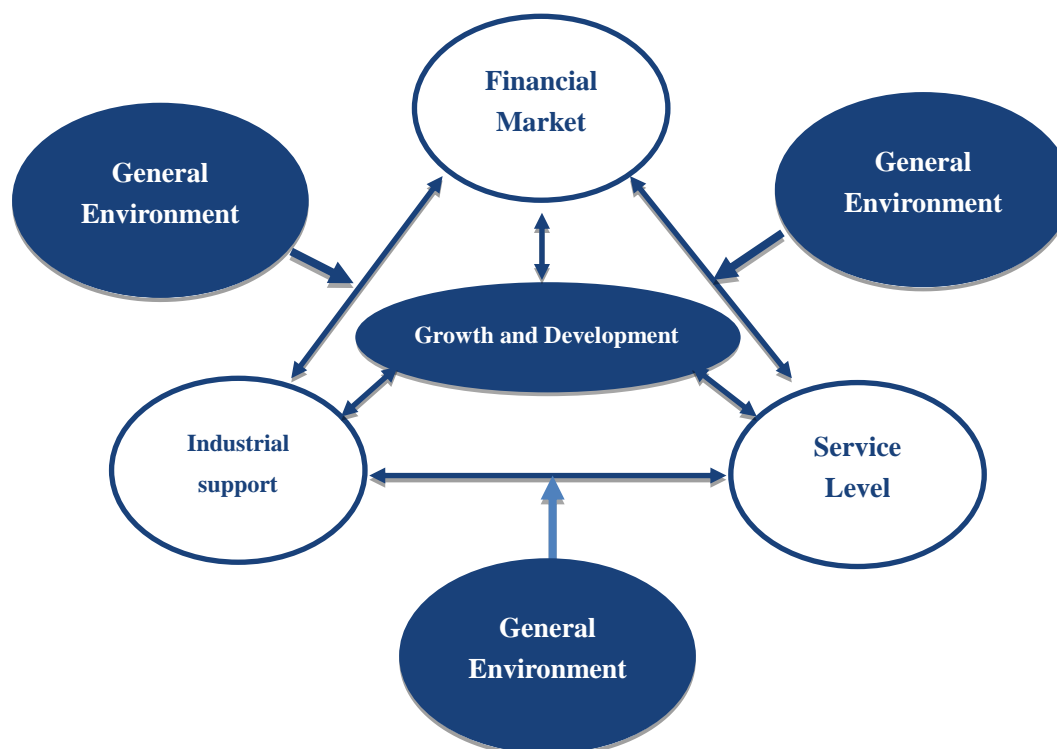 Financial
Market
General
Environment
General
Environment
Growth and Development
Industrial
support
Service
Level
General
Environment